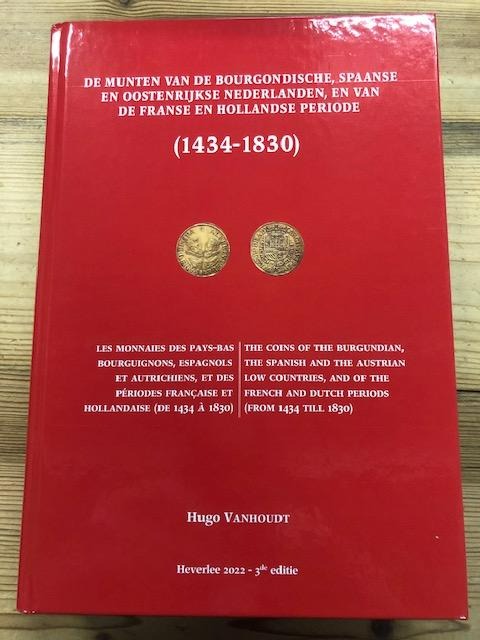 DE MUNTEN VAN DE BOURGONDISCHE, SPAANSE
EN OOSTENRIJKSE NEDERLANDEN, EN VAN
DE FRANSE EN HOLLANDSE PERIODE
(1434-1830)
LES MONNAIES DES PAYS-BAS
BOURGUIGNONS, ESPAGNOLS
ET AUTRICHIENS, ET DES
PÉRIODES FRANÇAISE ET
HOLLANDAISE (DE 1434 À 1830)
THE COINS OF THE BURGUNDIAN,
THE SPANISH AND THE AUSTRIAN
LOW COUNTRIES, AND OF THE
FRENCH AND DUTCH PERIODS
(FROM 1434 TILL 1830)
Hugo VANHOUDT
Heverlee 2022 - 3de editie